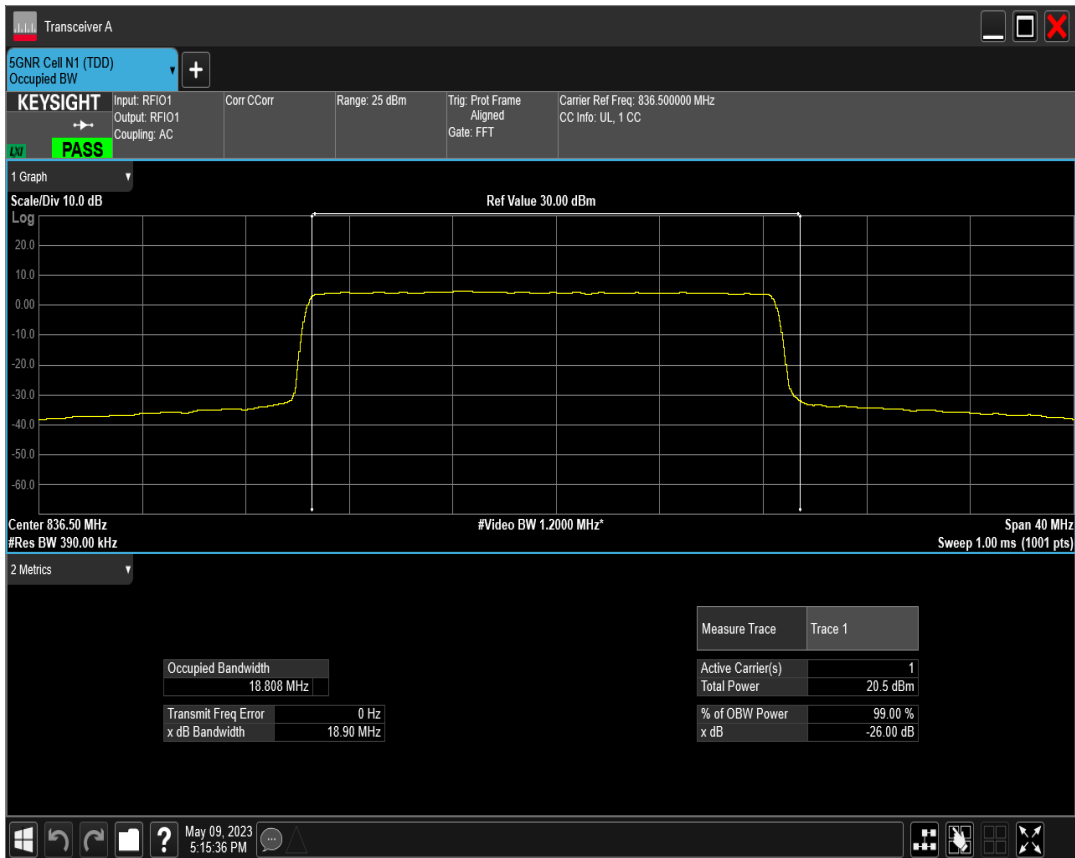 Transceiver A
5GNR Cell N1 (TDD)
Occupied BW
+
KEYSIGHT
LXI
PASS
Input: RFIO1
Output: RFIO1
Coupling: AC
Corr CCorr
Range: 25 dBm
Trig: Prot Frame
Aligned
Gate: FFT
Carrier Ref Freq: 836.500000 MHz
CC Info: UL, 1 CC
1 Graph
Scale/Div 10.0 dB
Ref Value 30.00 dBm
Log
20.0
10.0
0.00
-10.0
-20.0
-30.0
-40.0
-50.0
-60.0
Center 836.50 MHz
#Video BW 1.2000 MHz*
Span 40 MHz
#Res BW 390.00 kHz
Sweep 1.00 ms (1001 pts)
2 Metrics
Measure Trace Trace 1
Occupied Bandwidth
18.808 MHz
Active Carrier(s) 1
Total Power 20.5 dBm
Transmit Freq Error 0 Hz
x dB Bandwidth 18.90 MHz
% of OBW Power 99.00 %
x dB -26.00 dB
?
May 09, 2023
5:15:36 PM